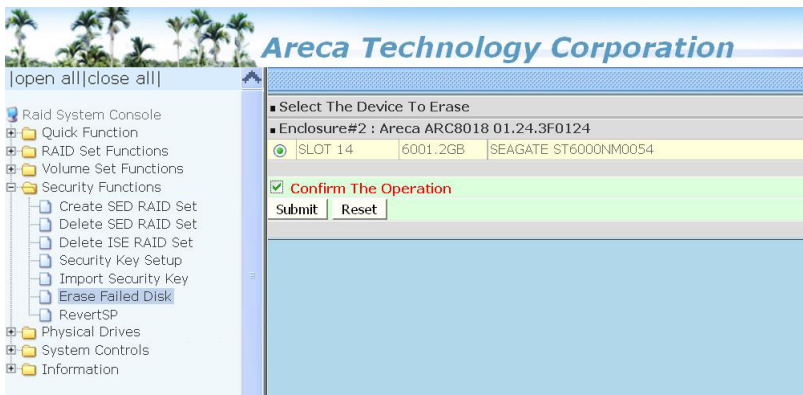 Areca Technology Corporation
|open all|close all|
Raid System Console
Quick Function
RAID Set Functions
Volume Set Functions
Security Functions
Create SED RAID Set
Delete SED RAID Set
Delete ISE RAID Set
Security Key Setup
Import Security Key
Erase Failed Disk
RevertSP
Physical Drives
System Controls
Information
Select The Device To Erase
Enclosure#2 : Areca ARC8018 01.24.3F0124
SLOT 14 6001.2GB SEAGATE ST6000NM0054
Confirm The Operation
Submit Reset